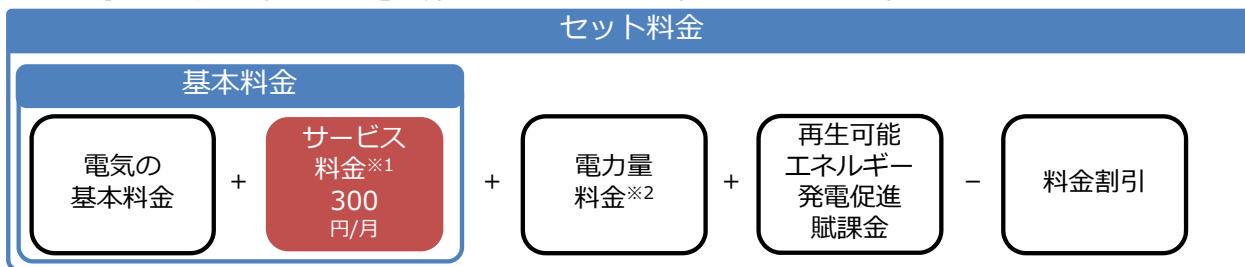 セット料金
基本料金
電気の
基本料金
+
サービス
料金※1
300
円/月
+
電力量
料金※2
+
再生可能
エネルギー
発電促進
賦課金
−
料金割引